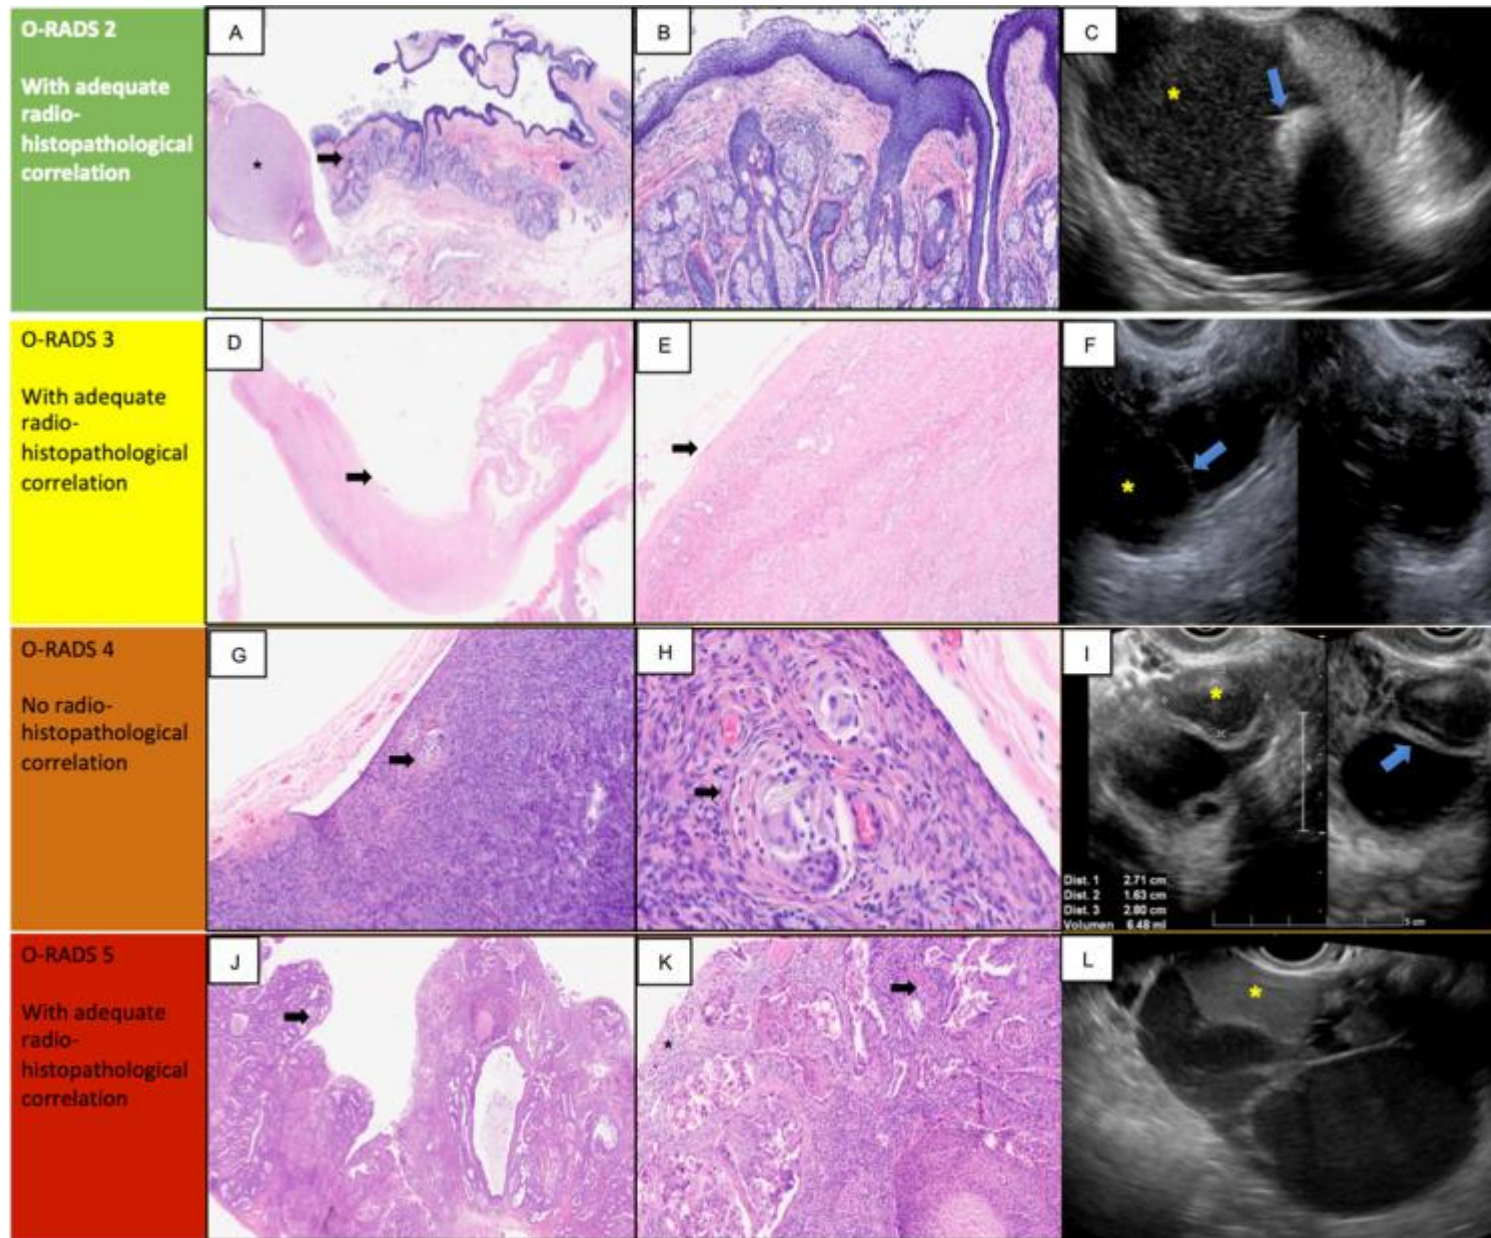 O-RADS 2
With adequate
radio-
histopathological
correlation
A
B
C
*
*
O-RADS 3
With adequate
radio-
histopathological
correlation
D
E
F
*
O-RADS 4
No radio-
histopathological
correlation
G
H
I
*
Dist. 1 2.71 cm
Dist. 2 1.63 cm
Dist. 3 2.80 cm
Volumen 6.48 ml
5 cm
O-RADS 5
With adequate
radio-
histopathological
correlation
J
K
L
*
*